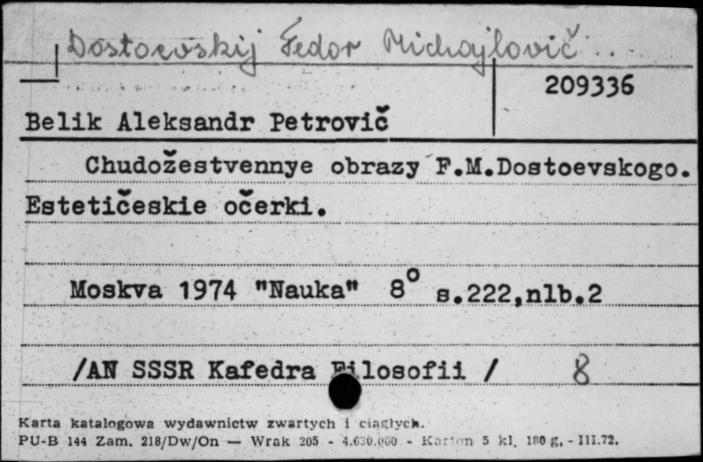 Dostoevskij Fedor Michajlovič
209336
Belik Aleksandr Petrovič
Chudožestvennye obrazy F.M.Dostoevskogo.
Estetičeskie očerki.
Moskva 1974 "Nauka" 8° s.222,nlb.2
/AN SSSR Kafedra Filosofii / 8
Karta katalogowa wydawnictw zwartych i ciągłych.
PU-B 144 Zam. 218/Dw/On — Wrak 205 - 4.630.000 - Karton 5 kl. 180 g. - III.72.